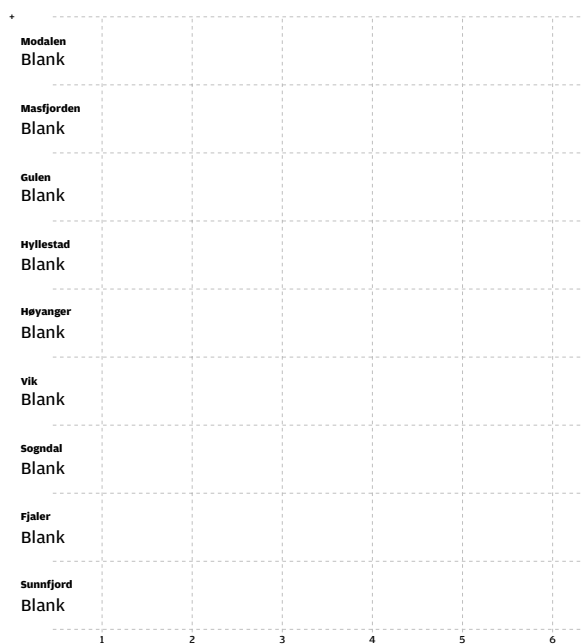 +
Modalen
Blank
Masfjorden
Blank
Gulen
Blank
Hyllestad
Blank
Høyanger
Blank
Vik
Blank
Sogndal
Blank
Fjaler
Blank
Sunnfjord
Blank
1 2 3 4 5 6